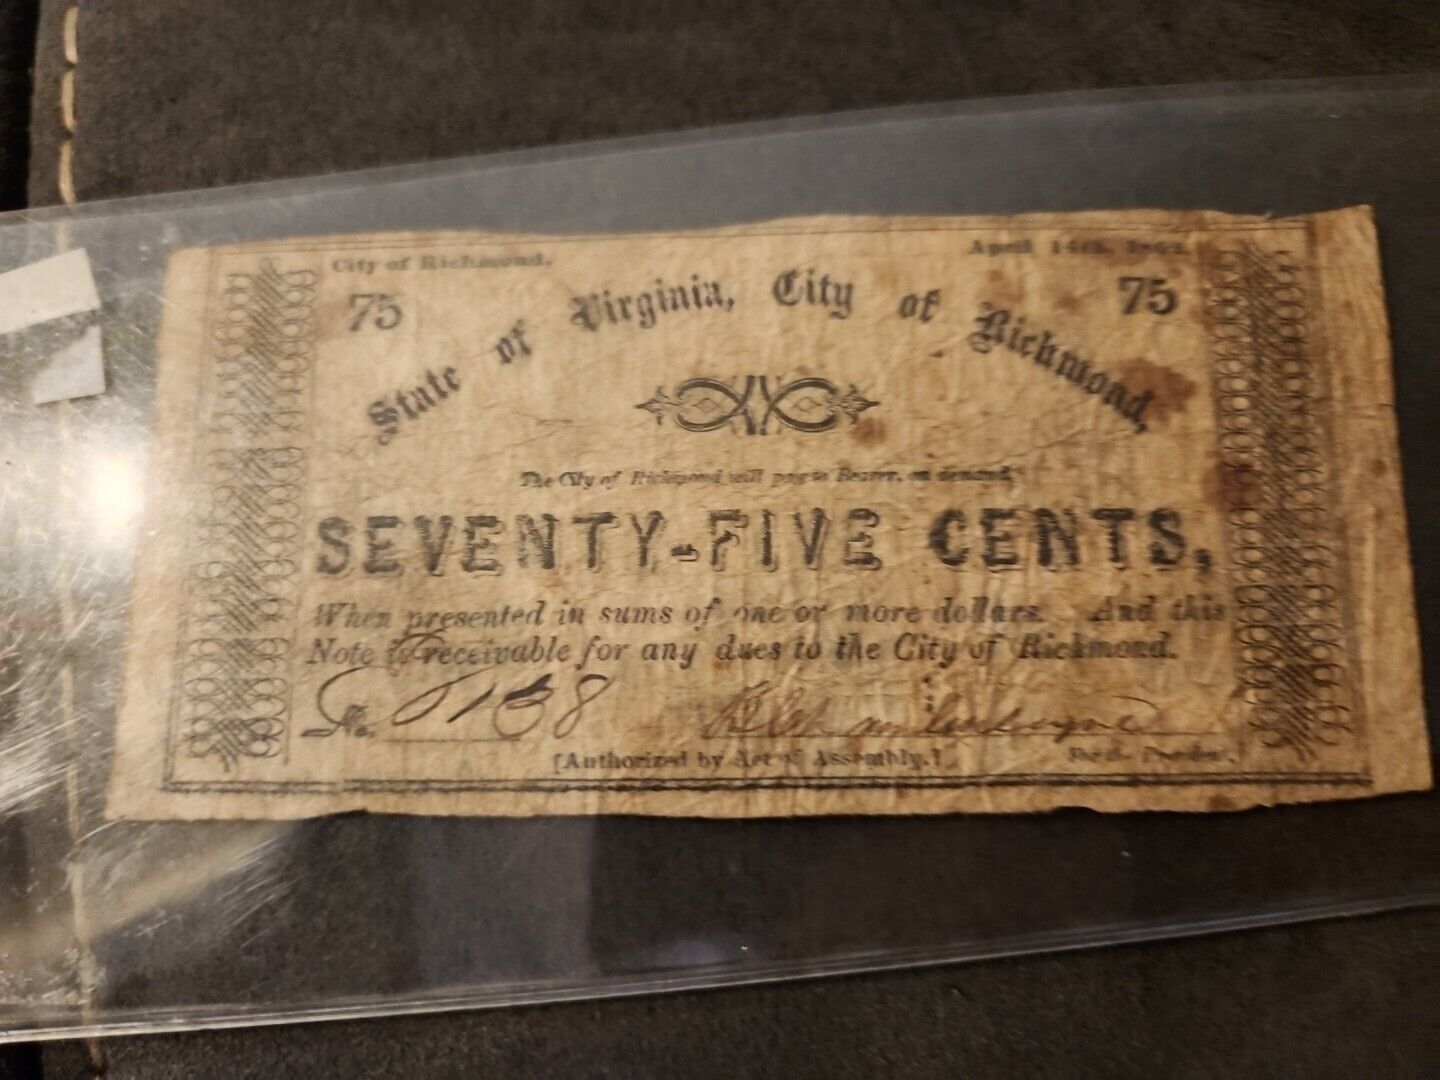 City of Richmond,
April 14th, 1862.
75
75
State of Virginia, City of Richmond,
The City of Richmond will pay to Bearer, on demand,
SEVENTY-FIVE CENTS,
When presented in sums of one or more dollars. And this
Note is receivable for any dues to the City of Richmond.
No.
[Authorized by Act of Assembly.]